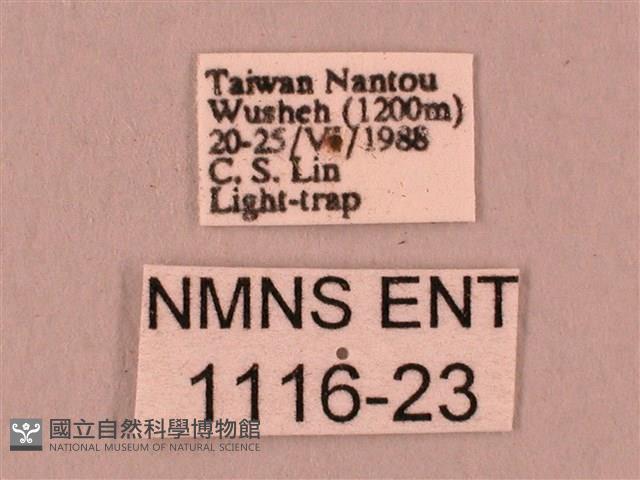 Taiwan Nantou
Wusheh (1200m)
20-25/ /1988
C. S. Lin
Light-trap
NMNS ENT
1116-23
國立自然科學博物館
NATIONAL MUSEUM OF NATURAL SCIENCE